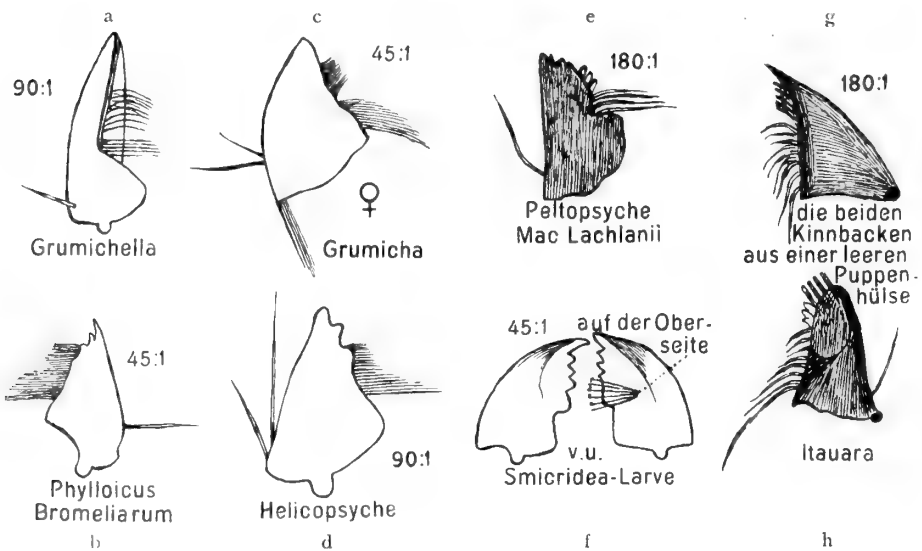 a
c
e
g
90:1
45:1
180:1
180:1
Grumichella
♀
Grumicha
Peltopsyche
Mac Lachlanii
die beiden
Kinnbacken
aus einer leeren
Puppen-
hülse
45:1
45:1
auf der Ober-
seite
90:1
v.u.
Phylloicus
Bromeliarum
Helicopsyche
Smicridea-Larve
Itauara
b
d
f
h